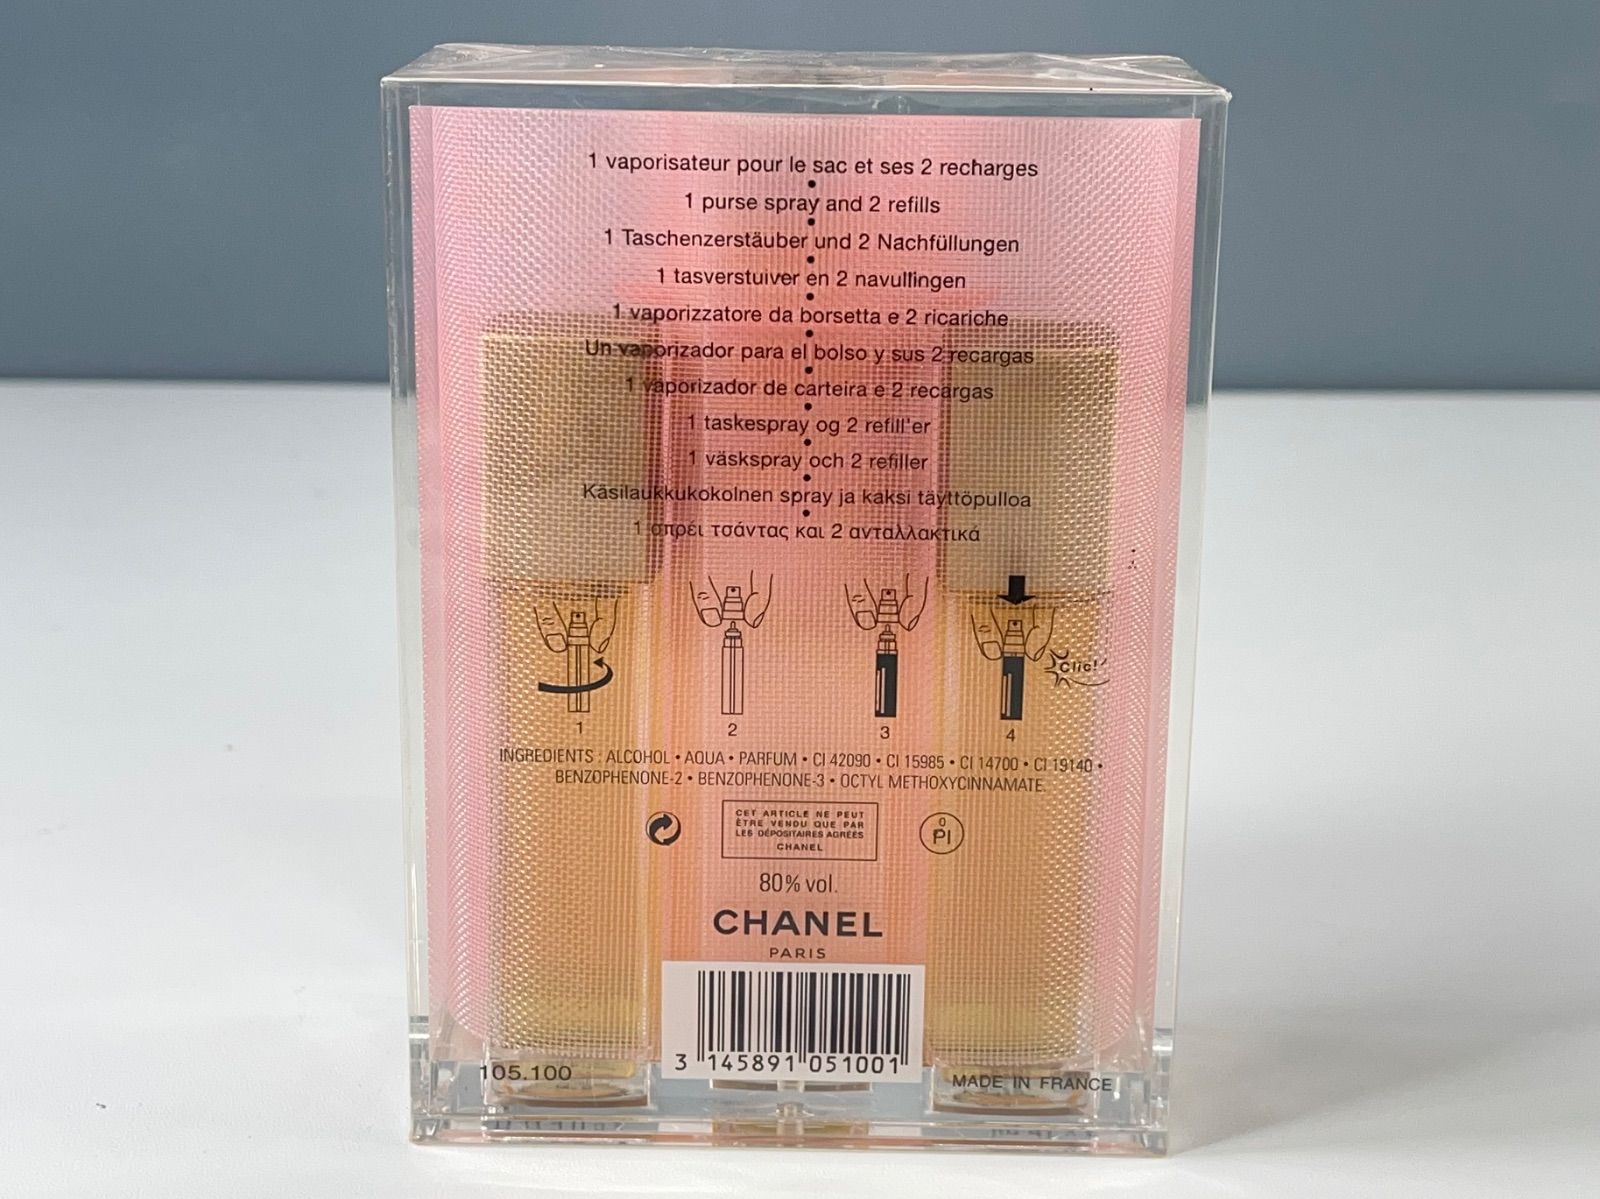 1 vaporisateur pour le sac et ses 2 recharges
•
1 purse spray and 2 refills
•
1 Taschenzerstäuber und 2 Nachfüllungen
•
1 tasverstuiver en 2 navullingen
•
1 vaporizzatore da borsetta e 2 ricariche
•
Un vaporizador para el bolso y sus 2 recargas
•
1 vaporizador de carteira e 2 recargas
•
1 taskespray og 2 refill'er
•
1 väskspray och 2 refiller
•
Käsilaukkukokoinen spray ja kaksi täyttöpulloa
•
1 σπρέι τσάντας και 2 ανταλλακτικά
Clic!
1 2 3 4
INGREDIENTS : ALCOHOL • AQUA • PARFUM • CI 42090 • CI 15985 • CI 14700 • CI 19140 •
BENZOPHENONE-2 • BENZOPHENONE-3 • OCTYL METHOXYCINNAMATE.
CET ARTICLE NE PEUT
ÊTRE VENDU QUE PAR
LES DÉPOSITAIRES AGRÉÉS
CHANEL
0
PI
80% vol.
CHANEL
PARIS
3 145891 051001
105.100
MADE IN FRANCE